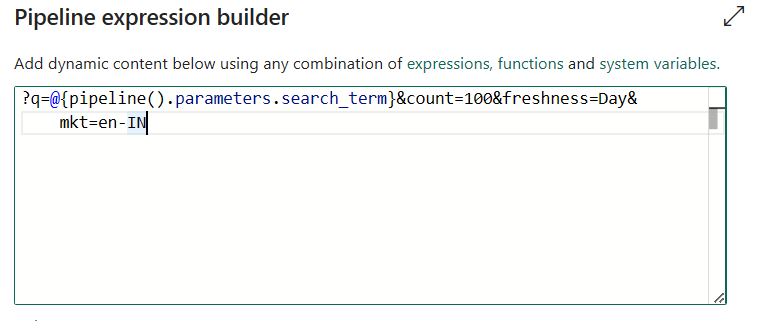 Pipeline expression builder
Add dynamic content below using any combination of expressions, functions and system variables.
?q=@{pipeline().parameters.search_term}&count=100&freshness=Day&
mkt=en-IN